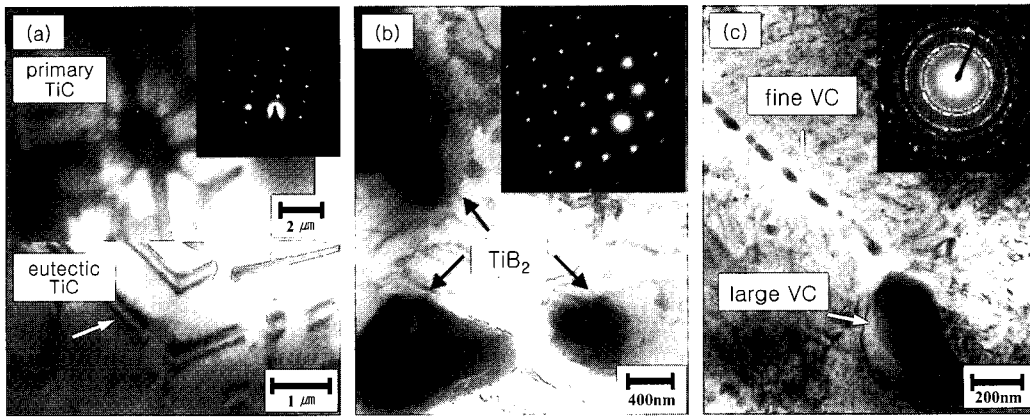 (a)
primary
TiC
2 ㎛
eutectic
TiC
1 ㎛
(b)
TiB₂
400nm
(c)
fine VC
large VC
200nm